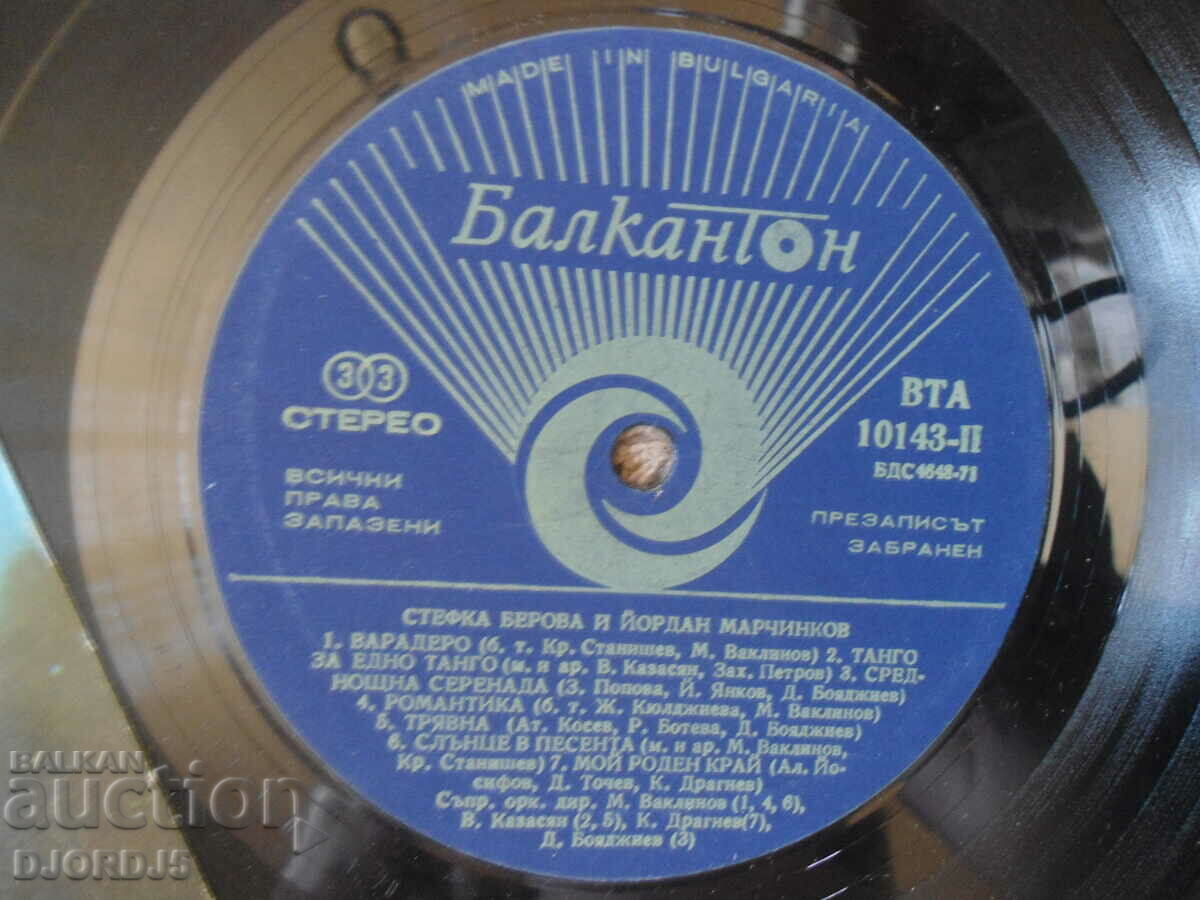 MADE IN BULGARIA
Балкантон
33
СТЕРЕО
ВСИЧКИ
ПРАВА
ЗАПАЗЕНИ
ВТА
10143-II
БДС 4648-71
ПРЕЗАПИСЪТ
ЗАБРАНЕН
СТЕФКА БЕРОВА И ЙОРДАН МАРЧИНКОВ
1. ВАРАДЕРО (б. т. Кр. Станишев, М. Ваклинов) 2. ТАНГО
ЗА ЕДНО ТАНГО (м. и ар. В. Казасян, Зах. Петров) 3. СРЕД-
НОЩНА СЕРЕНАДА (З. Попова, Й. Янков, Д. Бояджиев)
4. РОМАНТИКА (б. т. Ж. Кюлджиева, М. Ваклинов)
5. ТРЯВНА (Ат. Косев, Р. Ботева, Д. Бояджиев)
6. СЛЪНЦЕ В ПЕСЕНТА (м. и ар. М. Ваклинов,
Кр. Станишев) 7. МОЙ РОДЕН КРАЙ (Ал. Йо-
сифов, Д. Точев, К. Драгнев)
Съпр. орк. дир. М. Ваклинов (1, 4, 6),
В. Казасян (2, 5), К. Драгнев(7),
Д. Бояджиев (3)
BALKAN
auction
DJORDJ5